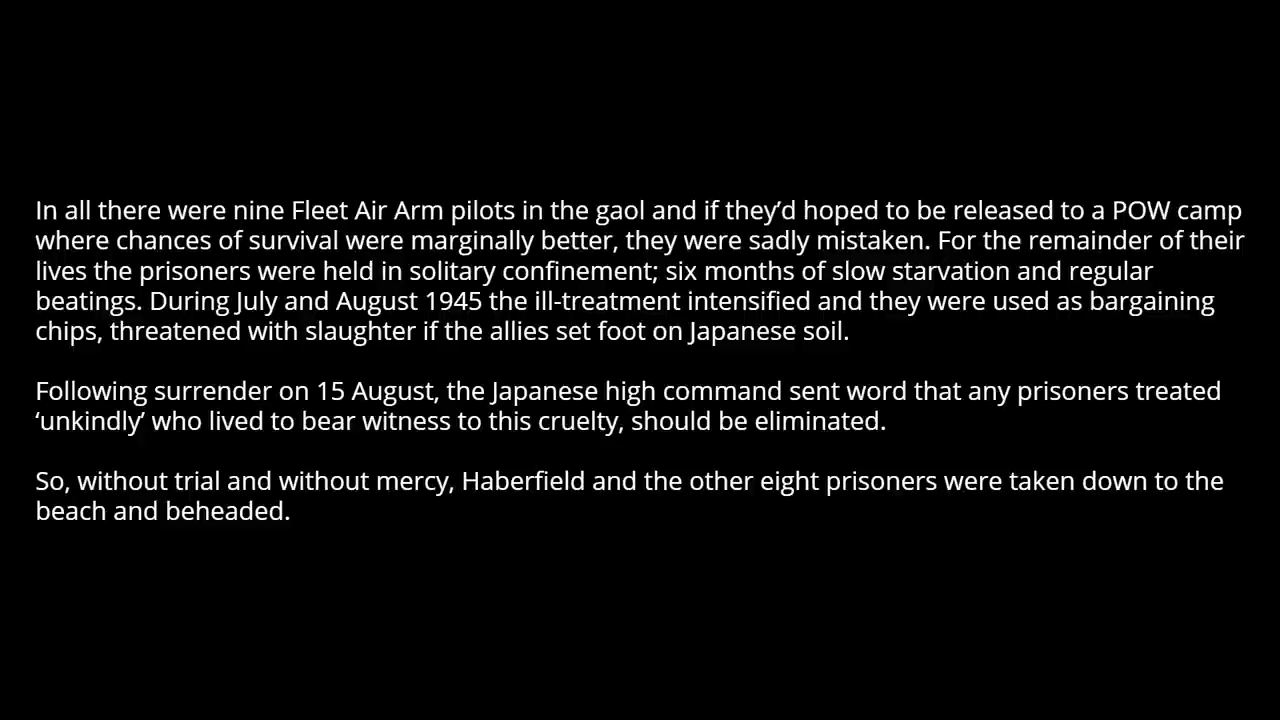 In all there were nine Fleet Air Arm pilots in the gaol and if they’d hoped to be released to a POW camp
where chances of survival were marginally better, they were sadly mistaken. For the remainder of their
lives the prisoners were held in solitary confinement; six months of slow starvation and regular
beatings. During July and August 1945 the ill-treatment intensified and they were used as bargaining
chips, threatened with slaughter if the allies set foot on Japanese soil.
Following surrender on 15 August, the Japanese high command sent word that any prisoners treated
‘unkindly’ who lived to bear witness to this cruelty, should be eliminated.
So, without trial and without mercy, Haberfield and the other eight prisoners were taken down to the
beach and beheaded.